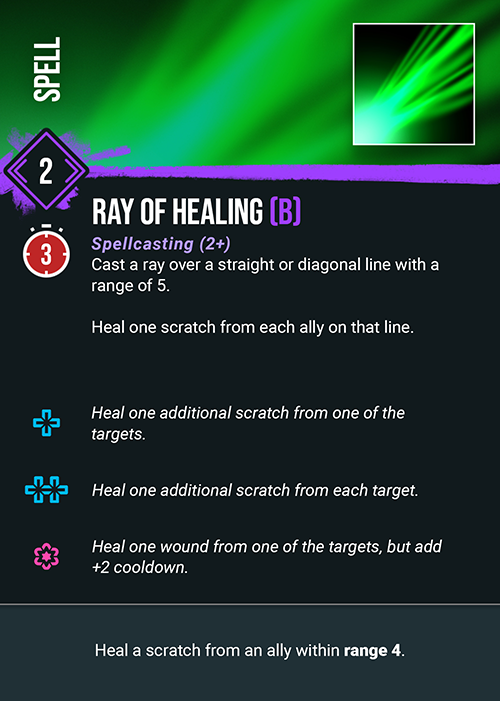 SPELL
2
RAY OF HEALING (B)
3
Spellcasting (2+)
Cast a ray over a straight or diagonal line with a
range of 5.
Heal one scratch from each ally on that line.
Heal one additional scratch from one of the
targets.
Heal one additional scratch from each target.
Heal one wound from one of the targets, but add
+2 cooldown.
Heal a scratch from an ally within range 4.